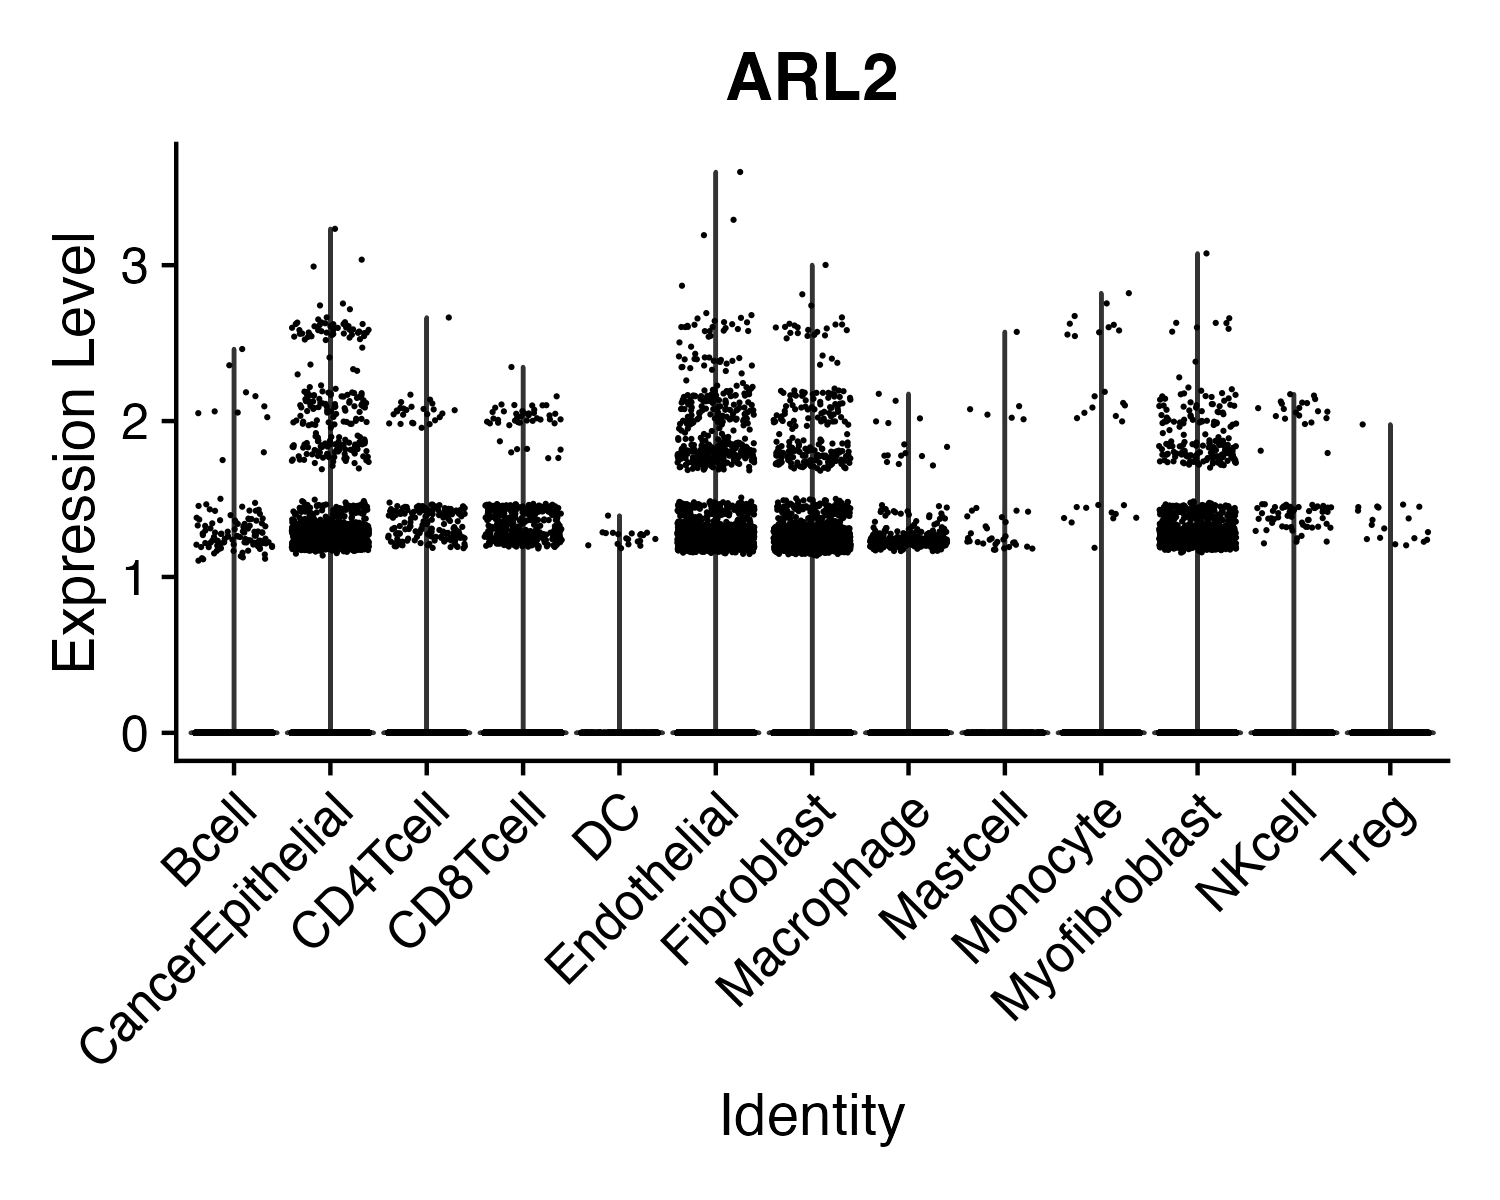 ARL2
Expression Level
3
2
1
0
Bcell
CancerEpithelial
CD4Tcell
CD8Tcell
DC
Endothelial
Fibroblast
Macrophage
Mastcell
Monocyte
Myofibroblast
NKcell
Treg
Identity